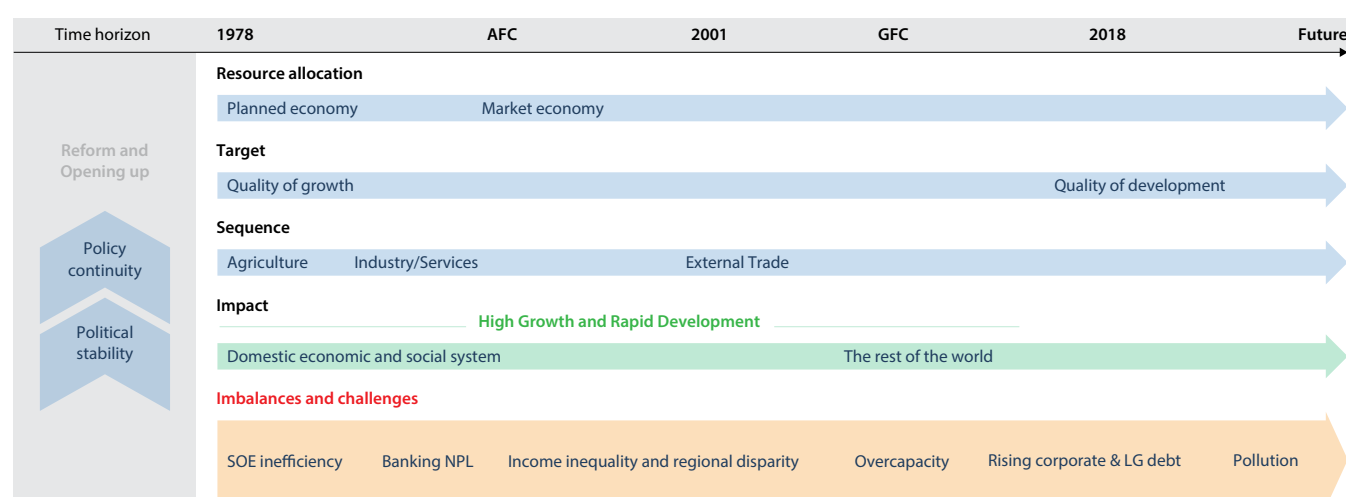 Time horizon 1978 AFC 2001 GFC 2018 Future
Resource allocation
Planned economy Market economy
Reform and
Opening up
Target
Quality of growth Quality of development
Sequence
Policy
continuity
Agriculture Industry/Services External Trade
Impact
High Growth and Rapid Development
Political
stability
Domestic economic and social system The rest of the world
Imbalances and challenges
SOE inefficiency Banking NPL Income inequality and regional disparity Overcapacity Rising corporate & LG debt Pollution